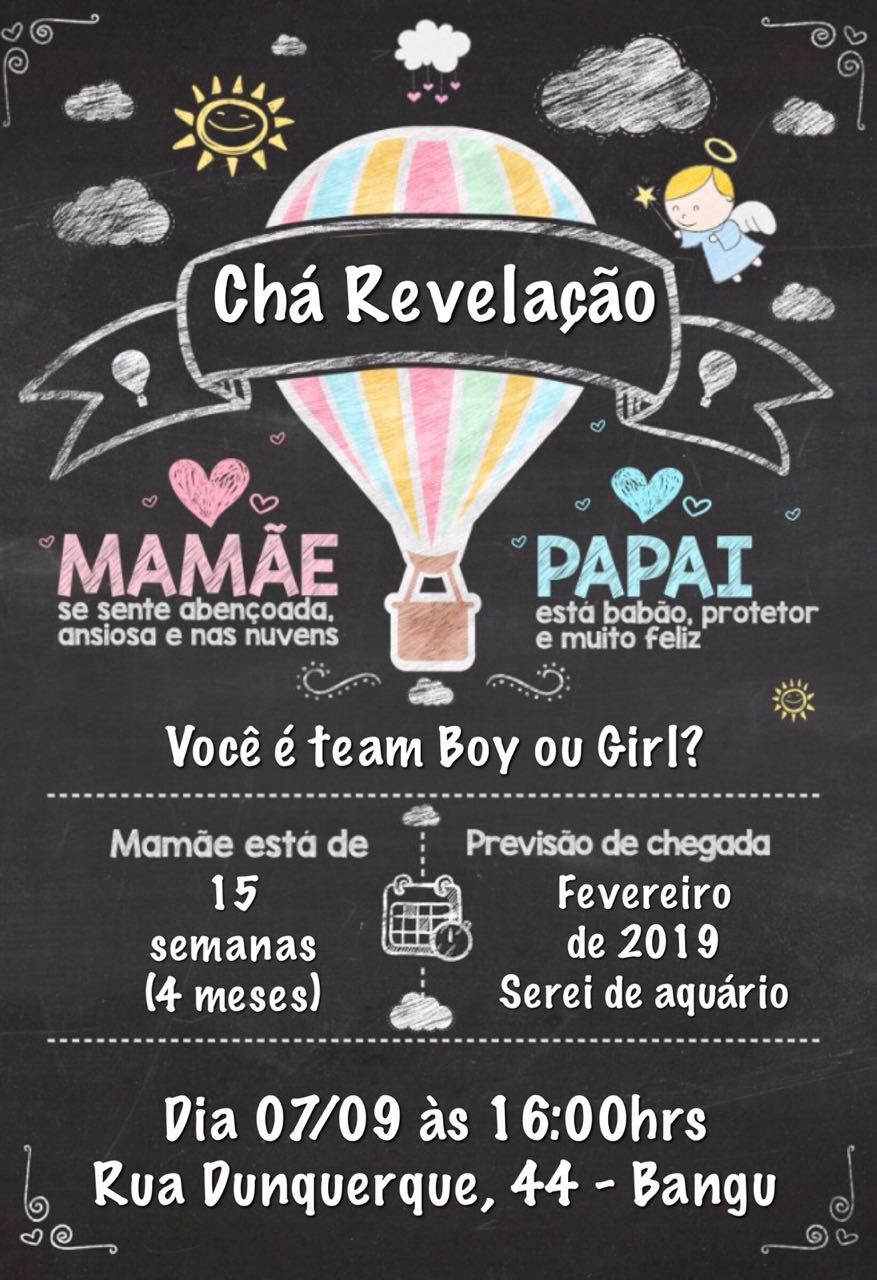 Chá Revelação
MAMÃE
se sente abençoada,
ansiosa e nas nuvens
PAPAI
está babão, protetor
e muito feliz
Você é team Boy ou Girl?
Mamãe está de
15
semanas
(4 meses)
Previsão de chegada
Fevereiro
de 2019
Serei de aquário
Dia 07/09 às 16:00hrs
Rua Dunquerque, 44 - Bangu